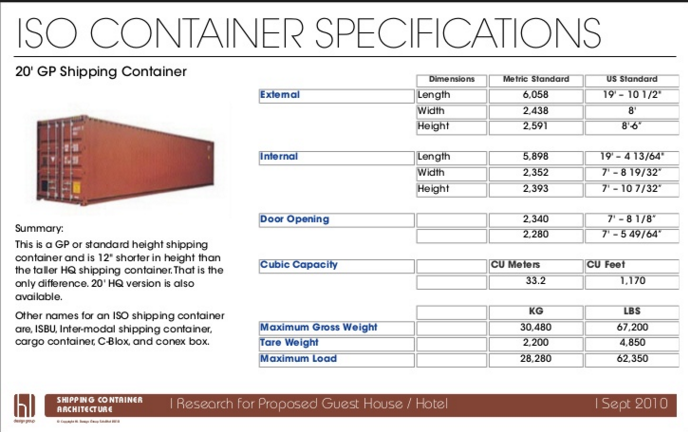 ISO CONTAINER SPECIFICATIONS
20' GP Shipping Container
Dimensions Metric Standard US Standard
External Length 6,058 19' – 10 1/2"
Width 2,438 8'
Height 2,591 8'-6"
Internal Length 5,898 19' – 4 13/64"
Width 2,352 7' – 8 19/32"
Height 2,393 7' – 10 7/32"
Door Opening 2,340 7' – 8 1/8"
2,280 7' – 5 49/64"
Cubic Capacity CU Meters CU Feet
33.2 1,170
KG LBS
Maximum Gross Weight 30,480 67,200
Tare Weight 2,200 4,850
Maximum Load 28,280 62,350
Summary:
This is a GP or standard height shipping
container and is 12" shorter in height than
the taller HQ shipping container. That is the
only difference. 20' HQ version is also
available.
Other names for an ISO shipping container
are, ISBU, Inter-modal shipping container,
cargo container, C-Blox, and conex box.
SHIPPING CONTAINER
ARCHITECTURE
| Research for Proposed Guest House / Hotel
| Sept 2010